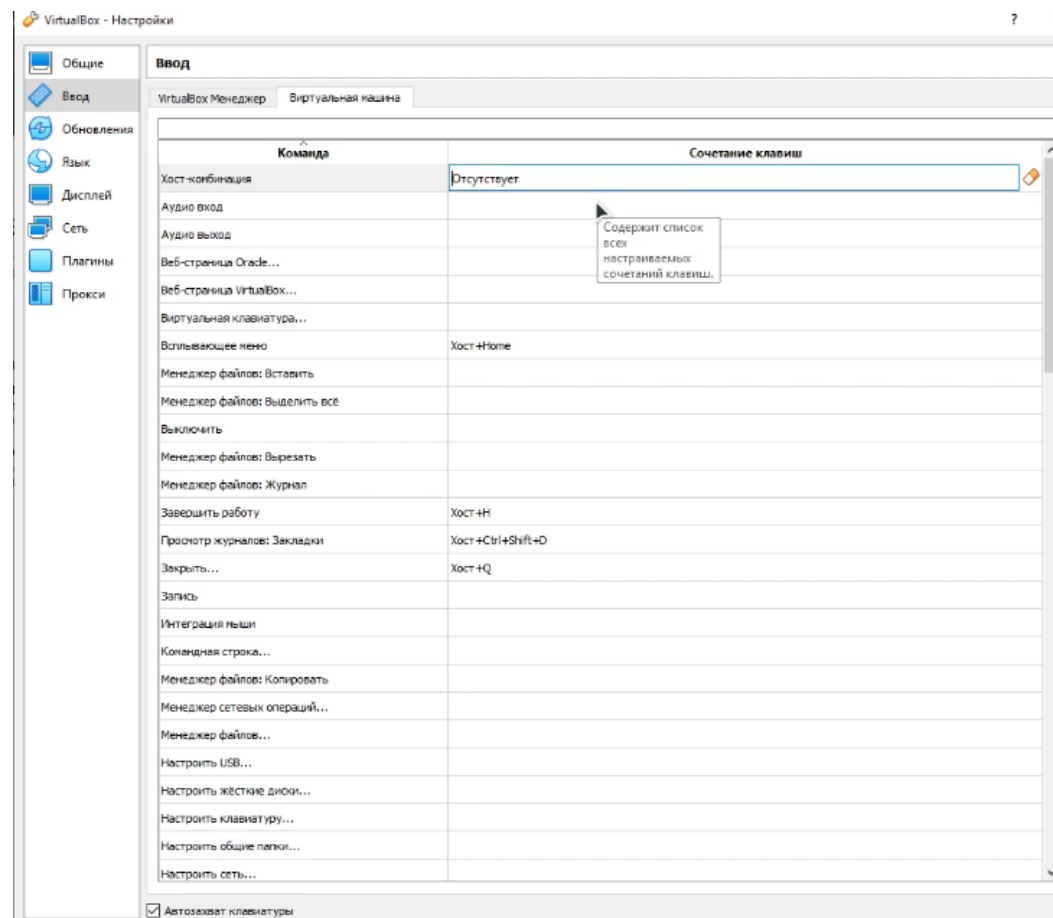 VirtualBox - Настройки ?
Общие
Ввод
Обновления
Язык
Дисплей
Сеть
Плагины
Прокси
Ввод
VirtualBox Менеджер Виртуальная машина
Команда Сочетание клавиш
Хост-комбинация Отсутствует
Аудио вход
Аудио выход
Веб-страница Oracle...
Веб-страница VirtualBox...
Виртуальная клавиатура...
Всплывающее меню Хост+Home
Менеджер файлов: Вставить
Менеджер файлов: Выделить всё
Выключить
Менеджер файлов: Вырезать
Менеджер файлов: Журнал
Завершить работу Хост+H
Просмотр журналов: Закладки Хост+Ctrl+Shift+D
Закрыть... Хост+Q
Запись
Интеграция мыши
Командная строка...
Менеджер файлов: Копировать
Менеджер сетевых операций...
Менеджер файлов...
Настроить USB...
Настроить жёсткие диски...
Настроить клавиатуру...
Настроить общие папки...
Настроить сеть...
Содержит список
всех
настраиваемых
сочетаний клавиш.
Автозахват клавиатуры